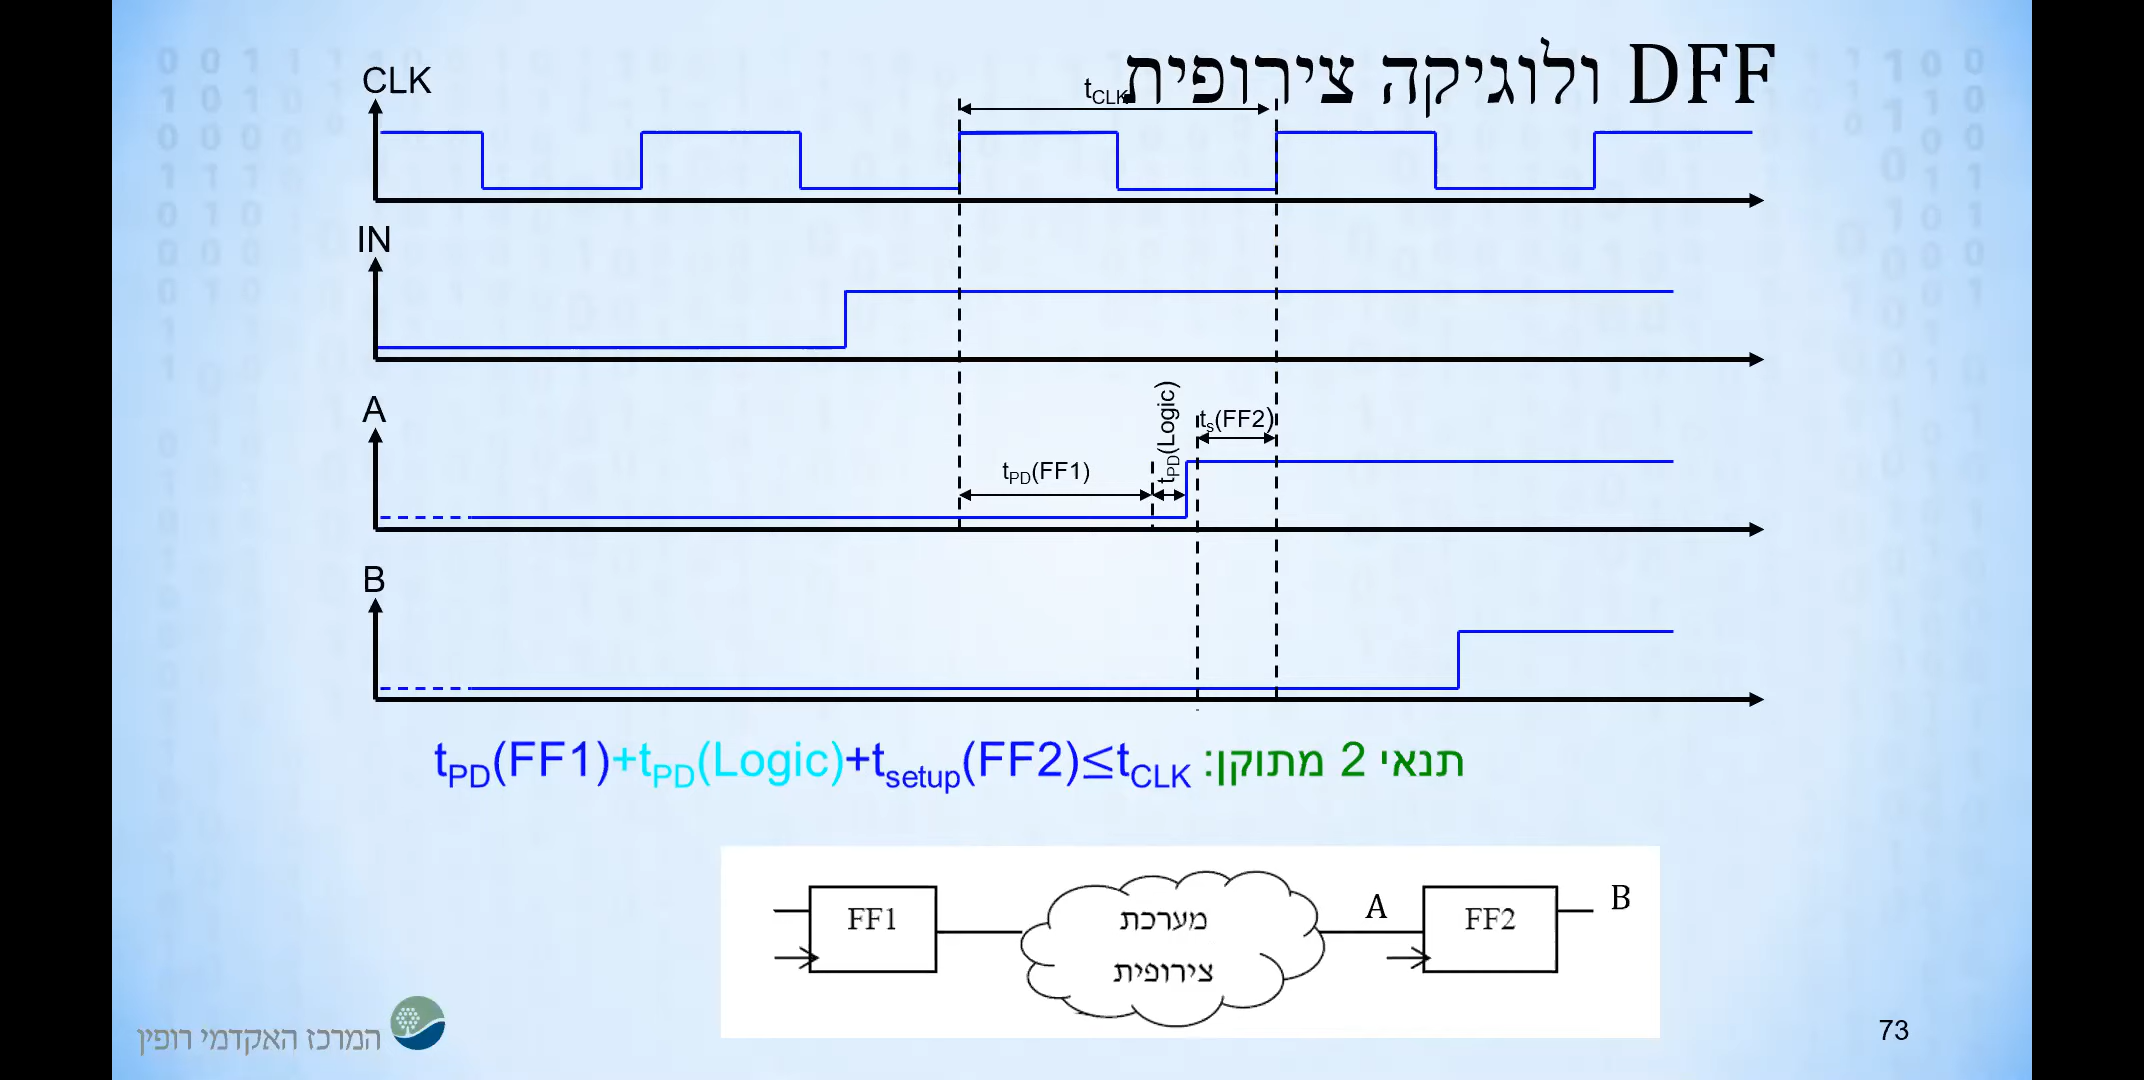 DFF ולוגיקה צירופית
CLK
tCLK
IN
A
tPD(FF1)
tPD(Logic)
ts(FF2)
B
תנאי 2 מתוקן: tPD(FF1)+tPD(Logic)+tsetup(FF2)≤tCLK
FF1
מערכת
צירופית
A
FF2
B
המרכז האקדמי רופין
73